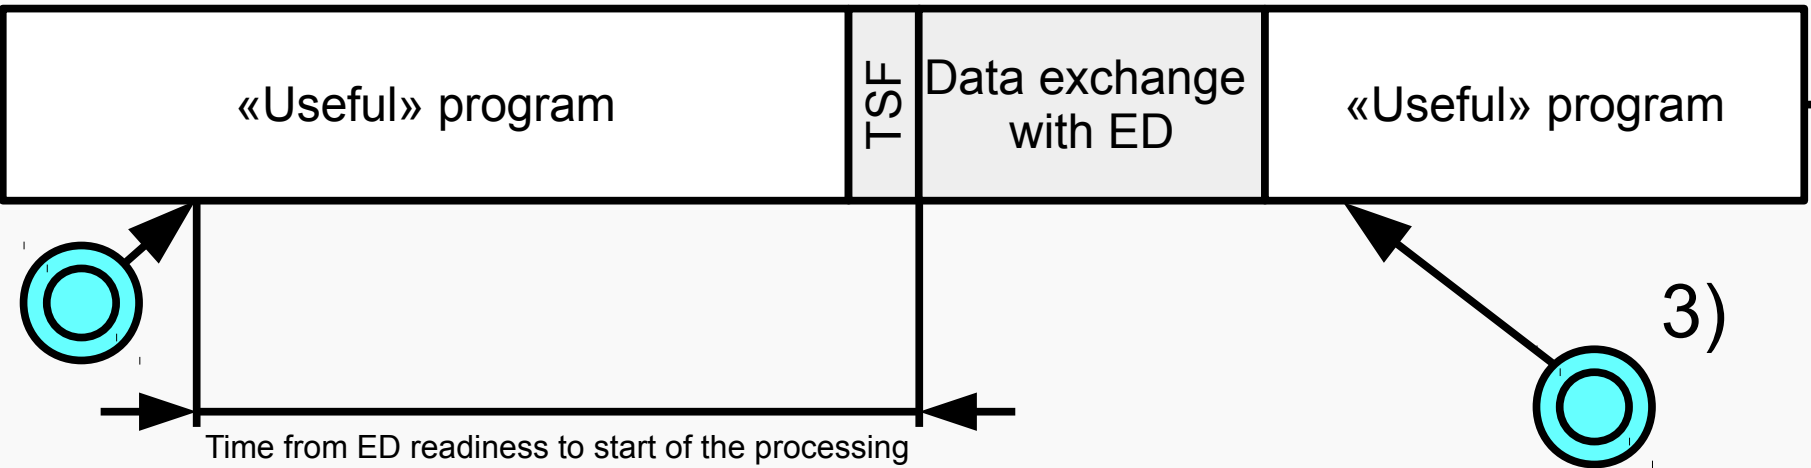 «Useful» program
TSF
Data exchange
with ED
«Useful» program
3)
Time from ED readiness to start of the processing